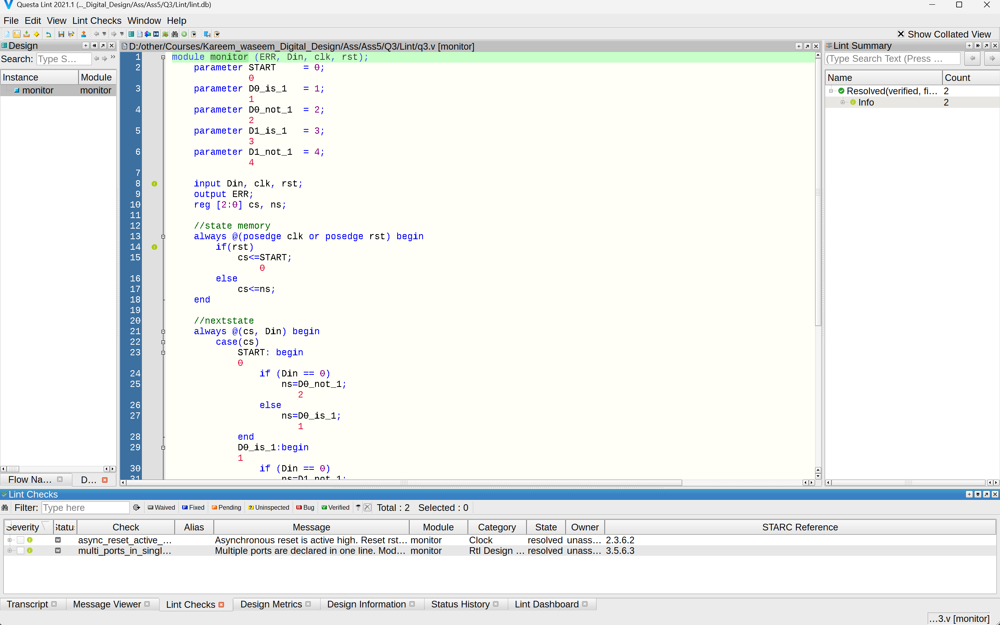 Questa Lint 2021.1 (..._Digital_Design/Ass/Ass5/Q3/Lint/lint.db)
File Edit View Lint Checks Window Help
Show Collated View
Design
Search: Type S...
Instance Module
monitor monitor
Flow Na... D...
D:/other/Courses/Kareem_waseem_Digital_Design/Ass/Ass5/Q3/Lint/q3.v [monitor]
1 module monitor (ERR, Din, clk, rst);
2 parameter START = 0;
0
3 parameter D0_is_1 = 1;
1
4 parameter D0_not_1 = 2;
2
5 parameter D1_is_1 = 3;
3
6 parameter D1_not_1 = 4;
4
7
8 input Din, clk, rst;
9 output ERR;
10 reg [2:0] cs, ns;
11
12 //state memory
13 always @(posedge clk or posedge rst) begin
14 if(rst)
15 cs<=START;
0
16 else
17 cs<=ns;
18 end
19
20 //nextstate
21 always @(cs, Din) begin
22 case(cs)
23 START: begin
0
24 if (Din == 0)
25 ns=D0_not_1;
2
26 else
27 ns=D0_is_1;
1
28 end
29 D0_is_1:begin
1
30 if (Din == 0)
31 ns=D1_not_1;
Lint Summary
(Type Search Text (Press ...
Name Count
Resolved(verified, fi... 2
Info 2
Lint Checks
Filter: Type here Waived Fixed Pending Uninspected Bug Verified Total : 2 Selected : 0
Severity Check Alias Message Module Category State Owner STARC Reference
W async_reset_active_... Asynchronous reset is active high. Reset rst... monitor Clock resolved unass... 2.3.6.2
W multi_ports_in_singl... Multiple ports are declared in one line. Mod... monitor Rtl Design ... resolved unass... 3.5.6.3
Transcript Message Viewer Lint Checks Design Metrics Design Information Status History Lint Dashboard
...3.v [monitor]